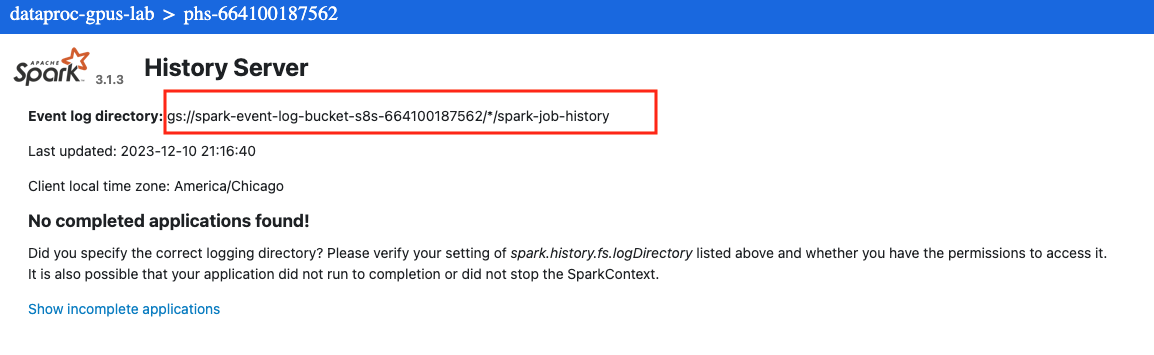 dataproc-gpus-lab > phs-664100187562
APACHE
Spark 3.1.3 History Server
Event log directory: gs://spark-event-log-bucket-s8s-664100187562/*/spark-job-history
Last updated: 2023-12-10 21:16:40
Client local time zone: America/Chicago
No completed applications found!
Did you specify the correct logging directory? Please verify your setting of spark.history.fs.logDirectory listed above and whether you have the permissions to access it.
It is also possible that your application did not run to completion or did not stop the SparkContext.
Show incomplete applications